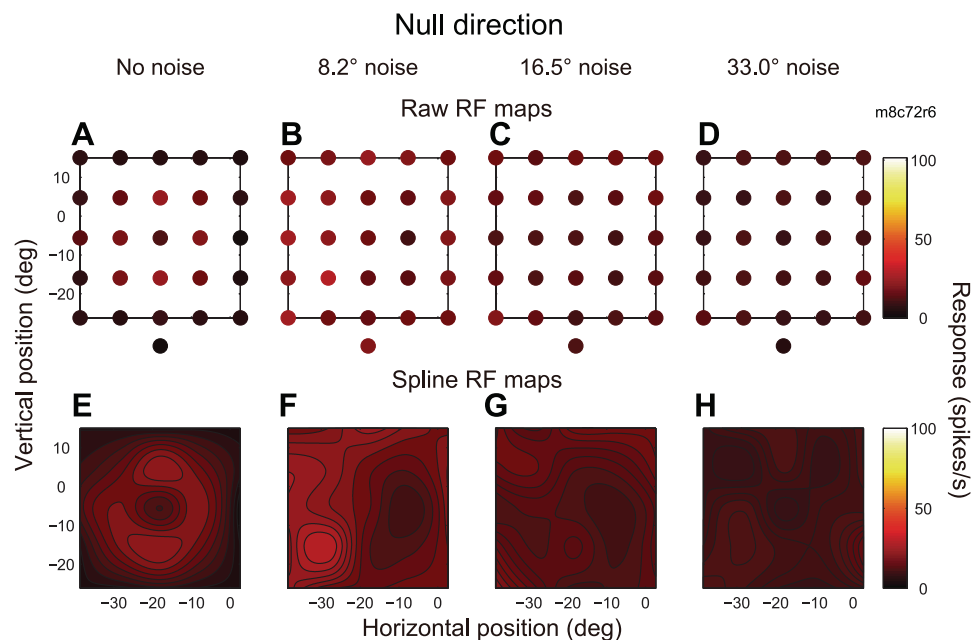 Null direction
No noise 8.2° noise 16.5° noise 33.0° noise
Raw RF maps
m8c72r6
A B C D
10
0
−10
−20
100
50
0
Spline RF maps
E F G H
10
0
−10
−20
100
50
0
−30 −20 −10 0 −30 −20 −10 0 −30 −20 −10 0 −30 −20 −10 0
Horizontal position (deg)
Vertical position (deg)
Response (spikes/s)